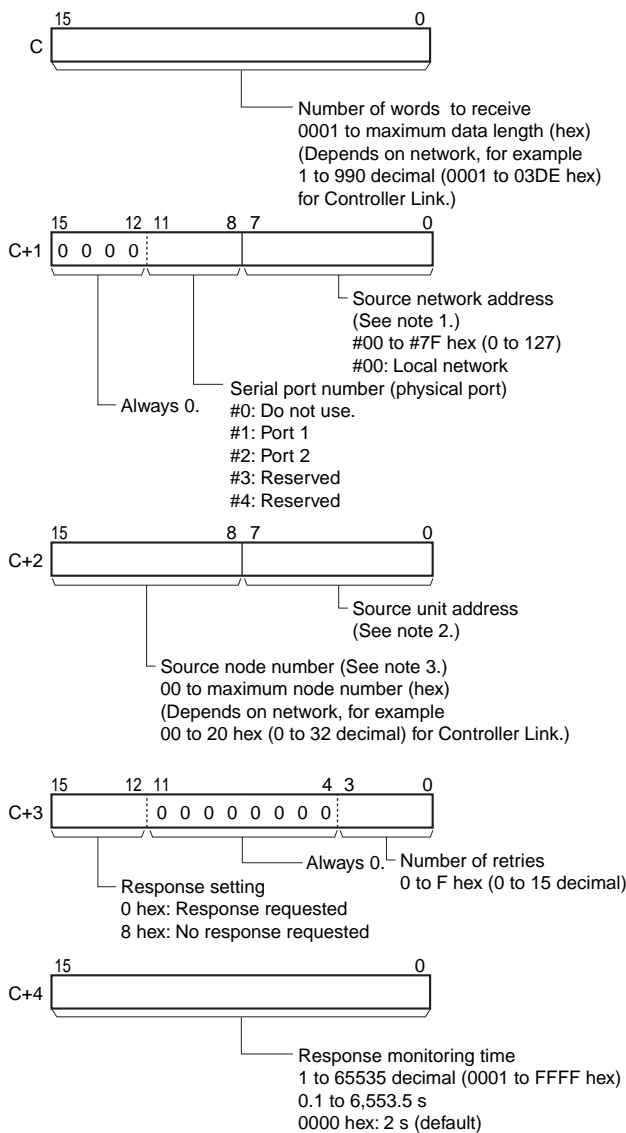 15 0
C
Number of words to receive
0001 to maximum data length (hex)
(Depends on network, for example
1 to 990 decimal (0001 to 03DE hex)
for Controller Link.)
15 12 11 8 7 0
C+1 0 0 0 0
Source network address
(See note 1.)
#00 to #7F hex (0 to 127)
#00: Local network
Serial port number (physical port)
Always 0.
#0: Do not use.
#1: Port 1
#2: Port 2
#3: Reserved
#4: Reserved
15 8 7 0
C+2
Source unit address
(See note 2.)
Source node number (See note 3.)
00 to maximum node number (hex)
(Depends on network, for example
00 to 20 hex (0 to 32 decimal) for Controller Link.)
15 12 11 4 3 0
C+3 0 0 0 0 0 0 0 0
Always 0.
Number of retries
0 to F hex (0 to 15 decimal)
Response setting
0 hex: Response requested
8 hex: No response requested
15 0
C+4
Response monitoring time
1 to 65535 decimal (0001 to FFFF hex)
0.1 to 6,553.5 s
0000 hex: 2 s (default)